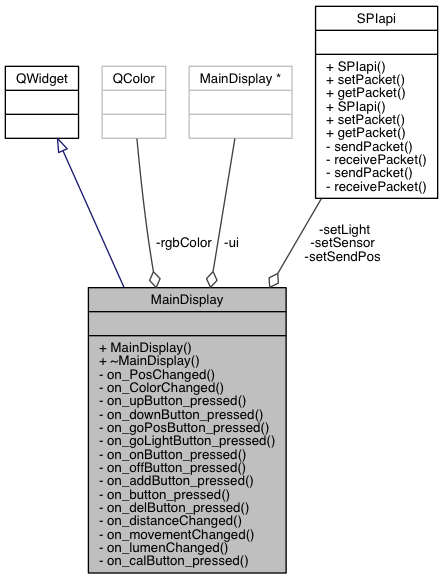 SPIapi
+ SPIapi()
+ setPacket()
+ getPacket()
+ SPIapi()
+ setPacket()
+ getPacket()
- sendPacket()
- receivePacket()
- sendPacket()
- receivePacket()
QWidget
QColor
MainDisplay *
-rgbColor
-ui
-setLight
-setSensor
-setSendPos
MainDisplay
+ MainDisplay()
+ ~MainDisplay()
- on_PosChanged()
- on_ColorChanged()
- on_upButton_pressed()
- on_downButton_pressed()
- on_goPosButton_pressed()
- on_goLightButton_pressed()
- on_onButton_pressed()
- on_offButton_pressed()
- on_addButton_pressed()
- on_button_pressed()
- on_delButton_pressed()
- on_distanceChanged()
- on_movementChanged()
- on_lumenChanged()
- on_calButton_pressed()